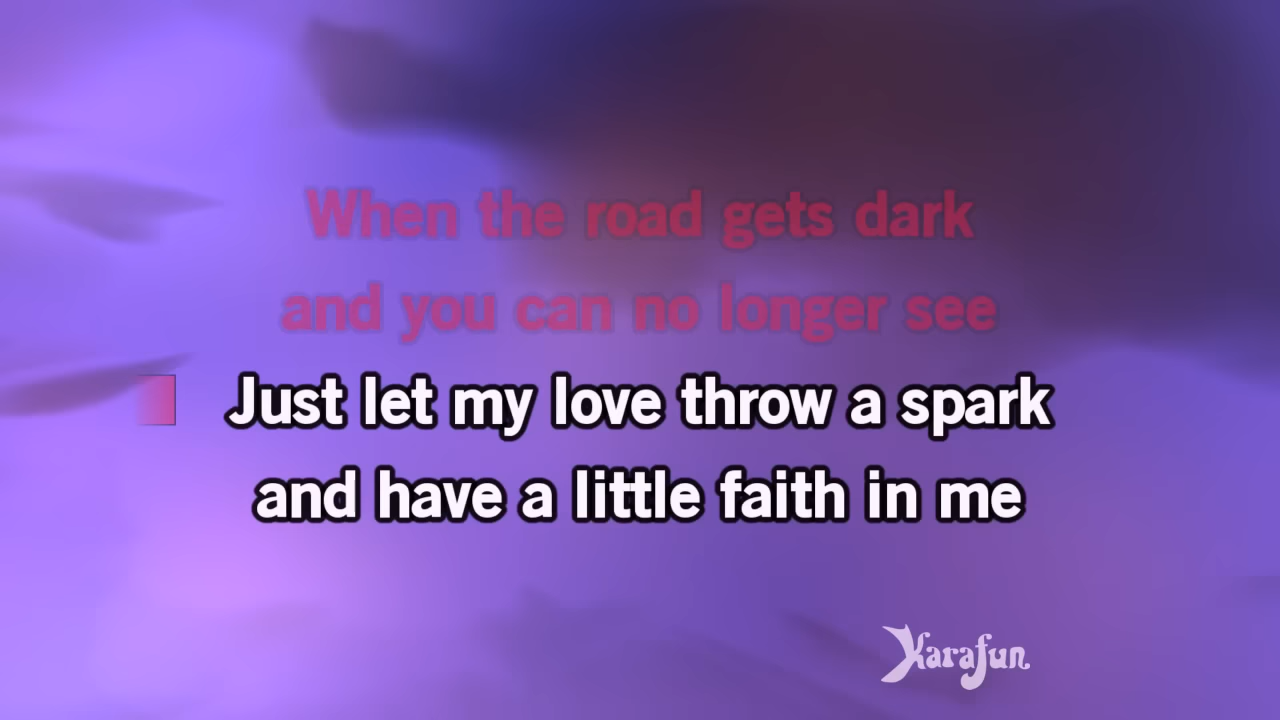 When the road gets dark
and you can no longer see
Just let my love throw a spark
and have a little faith in me
Karafun